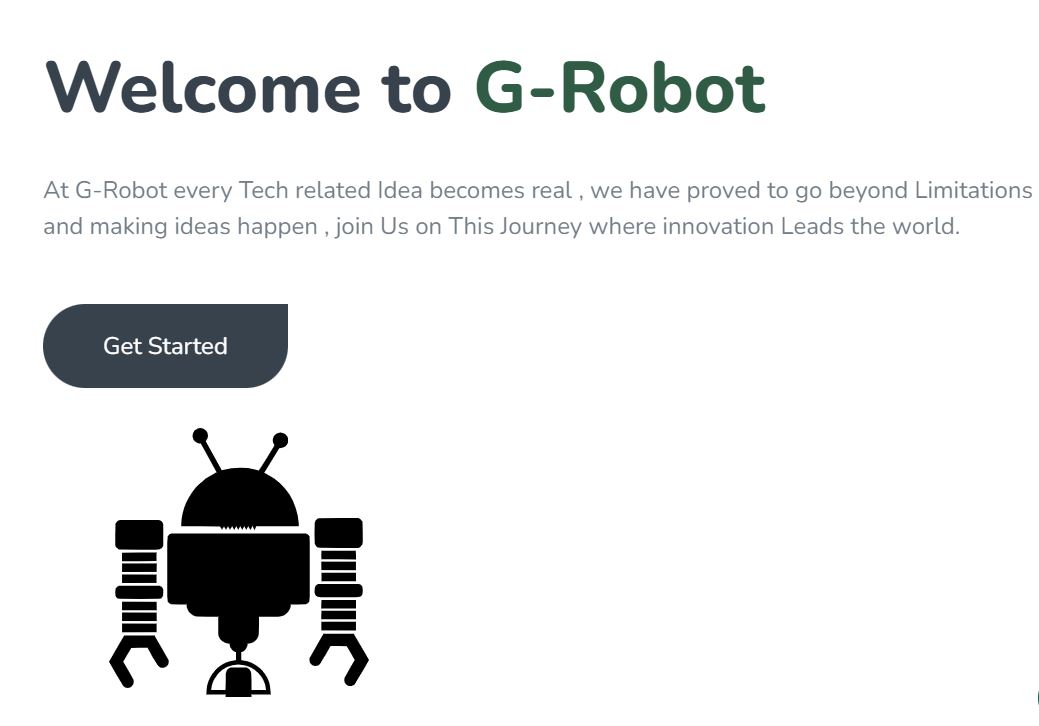 Welcome to G-Robot
At G-Robot every Tech related Idea becomes real , we have proved to go beyond Limitations
and making ideas happen , join Us on This Journey where innovation Leads the world.
Get Started